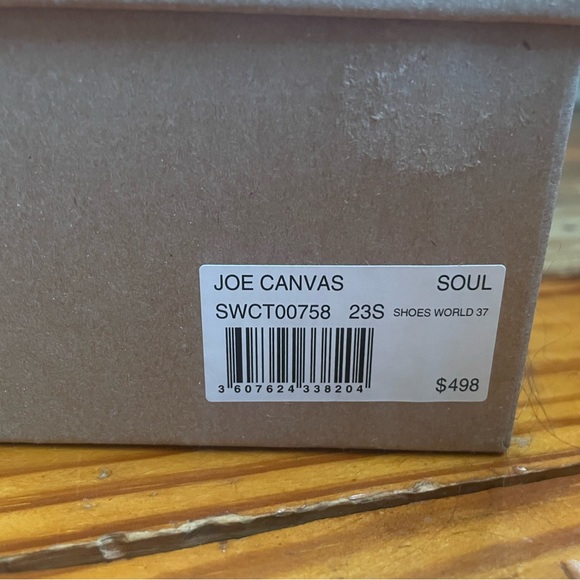 JOE CANVAS SOUL
SWCT00758 23S SHOES WORLD 37
3 607624 338204
$498